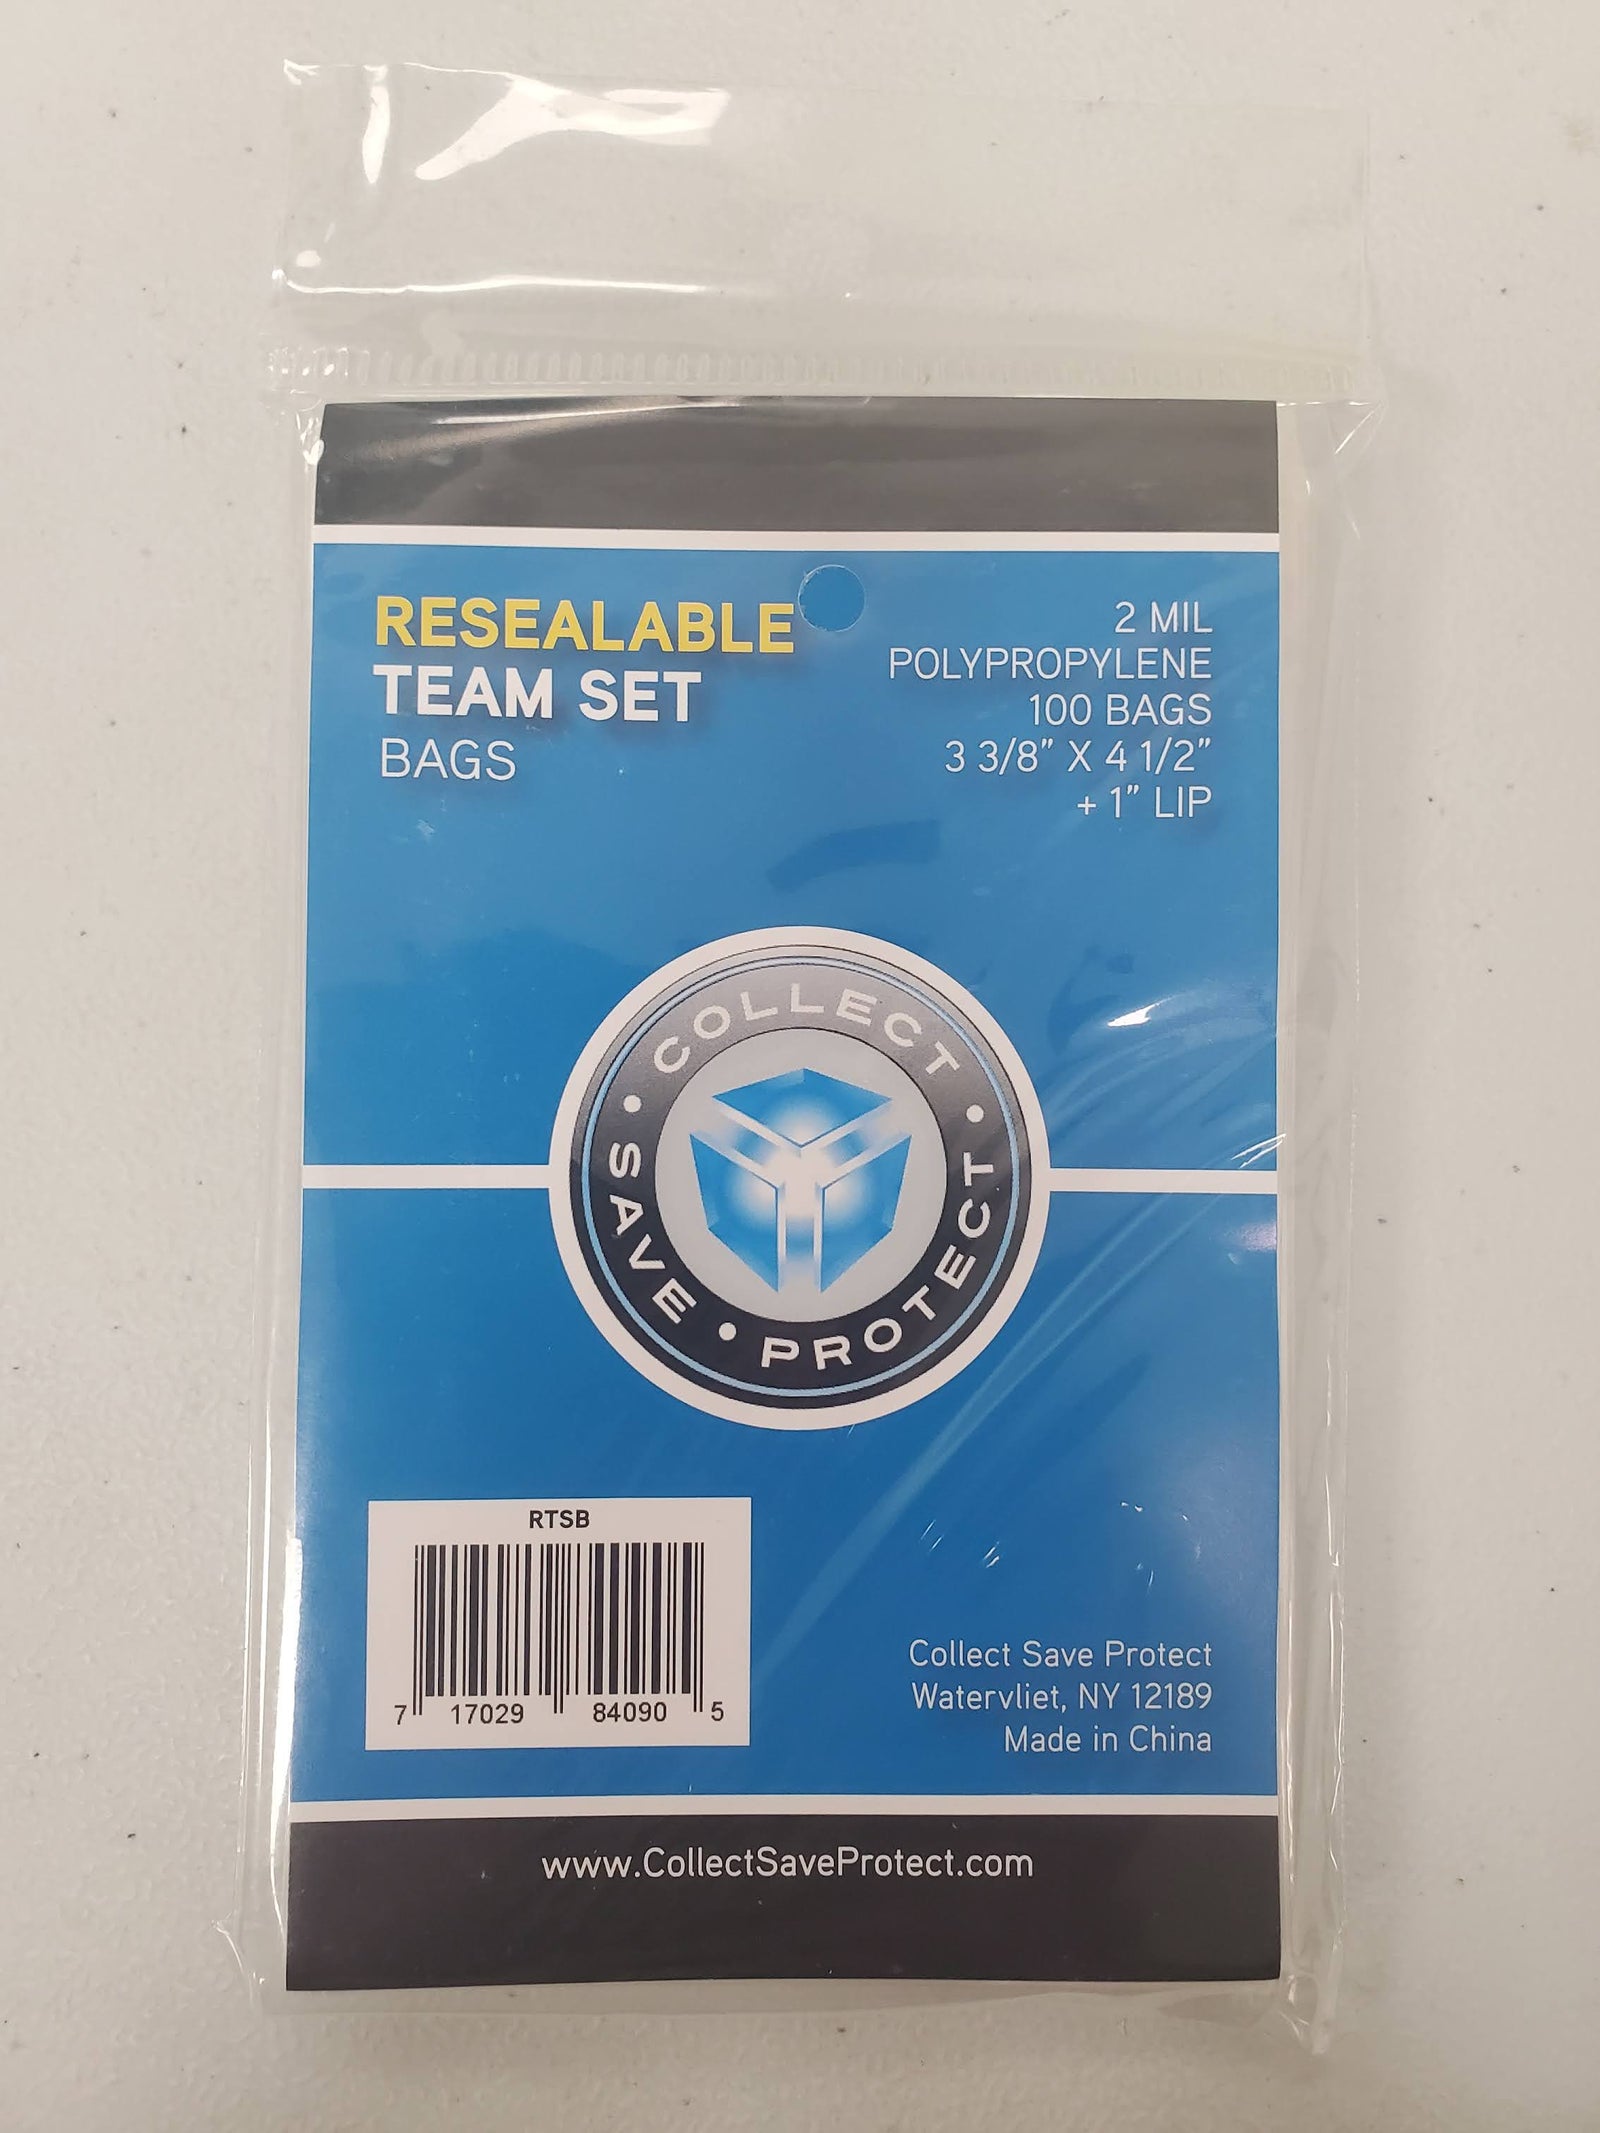 RESEALABLE
TEAM SET
BAGS
2 MIL
POLYPROPYLENE
100 BAGS
3 3/8" X 4 1/2"
+ 1" LIP
COLLECT • PROTECT • SAVE •
RTSB
7 17029 84090 5
Collect Save Protect
Watervliet, NY 12189
Made in China
www.CollectSaveProtect.com